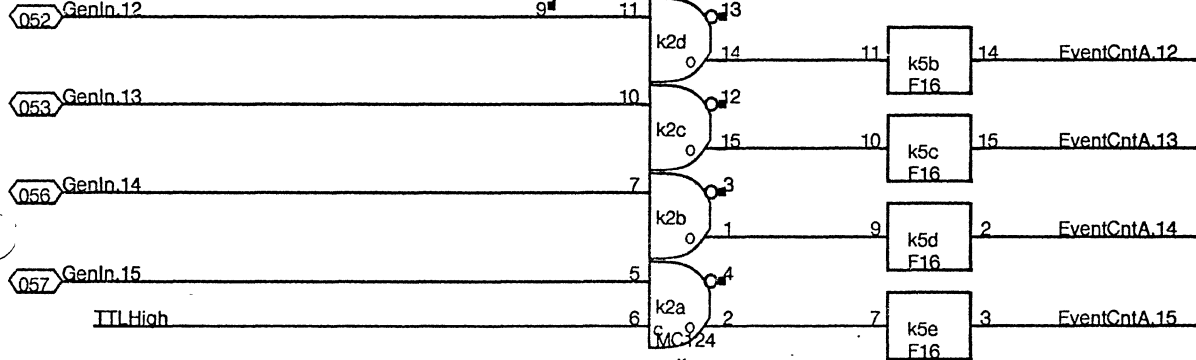 052 GenIn.12 9 11 13
k2d
o 14 11 k5b 14 EventCntA.12
F16
053 GenIn.13 10 12
k2c
o 15 10 k5c 15 EventCntA.13
F16
056 GenIn.14 7 3
k2b
o 1 9 k5d 2 EventCntA.14
F16
057 GenIn.15 5 4
k2a
TTLHigh 6 c o 2 7 k5e 3 EventCntA.15
MC124
F16